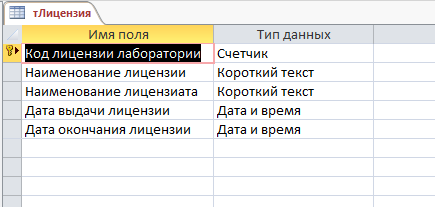 тЛицензия
Имя поля Тип данных
Код лицензии лаборатории Счетчик
Наименование лицензии Короткий текст
Наименование лицензиата Короткий текст
Дата выдачи лицензии Дата и время
Дата окончания лицензии Дата и время